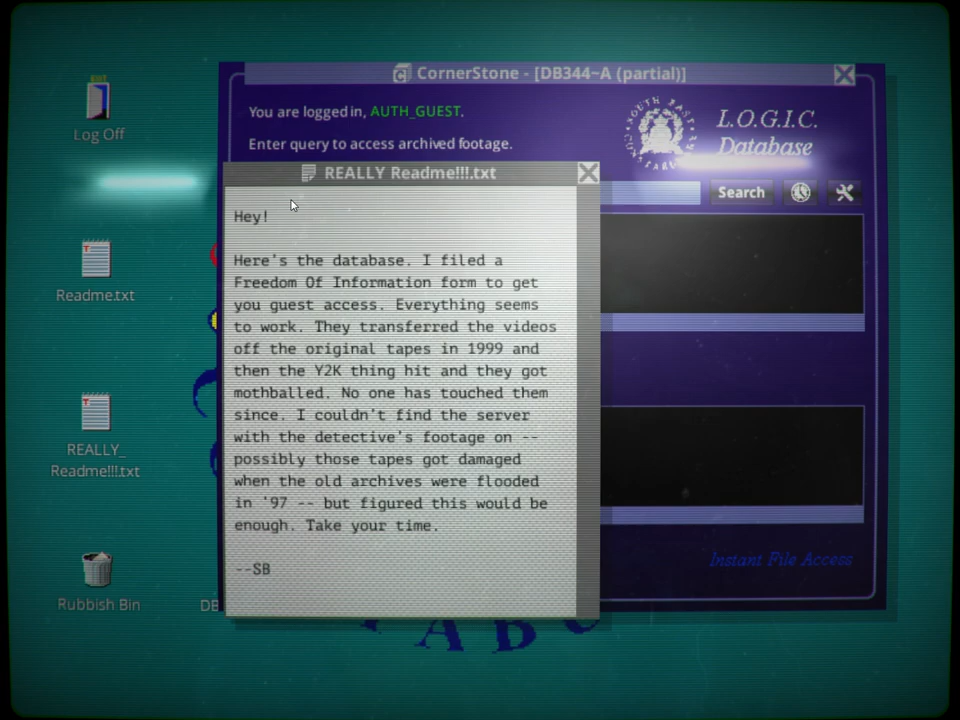 CornerStone - [DB344~A (partial)]
You are logged in, AUTH_GUEST.
Enter query to access archived footage.
L.O.G.I.C.
Database
Search
REALLY Readme!!!.txt
Hey!
Here's the database. I filed a
Freedom Of Information form to get
you guest access. Everything seems
to work. They transferred the videos
off the original tapes in 1999 and
then the Y2K thing hit and they got
mothballed. No one has touched them
since. I couldn't find the server
with the detective's footage on --
possibly those tapes got damaged
when the old archives were flooded
in '97 -- but figured this would be
enough. Take your time.
--SB
Instant File Access
Log Off
Readme.txt
REALLY_
Readme!!!.txt
Rubbish Bin
DB